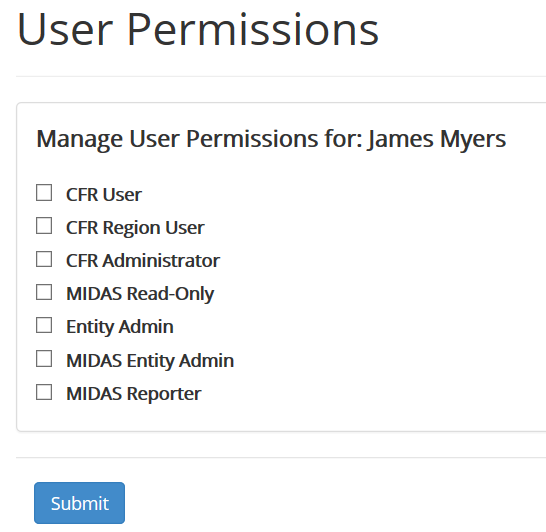 User Permissions
Manage User Permissions for: James Myers
CFR User
CFR Region User
CFR Administrator
MIDAS Read-Only
Entity Admin
MIDAS Entity Admin
MIDAS Reporter
Submit